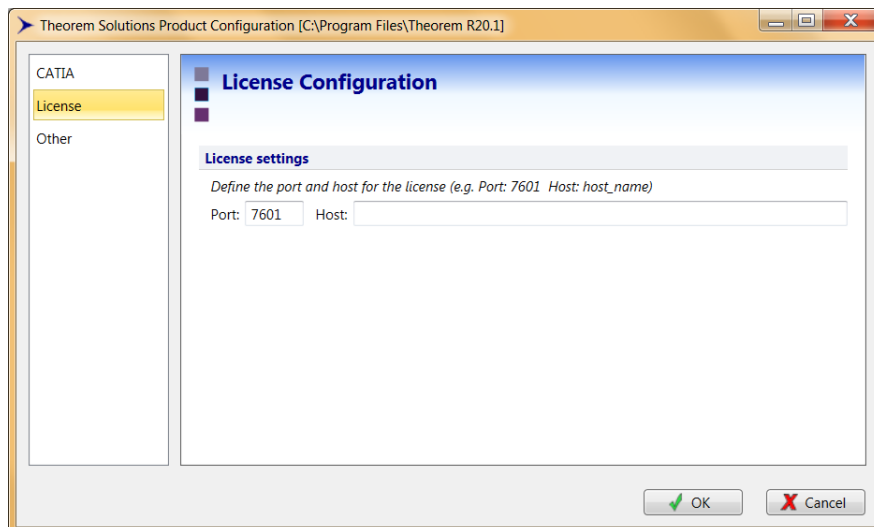 Theorem Solutions Product Configuration [C:\Program Files\Theorem R20.1]
CATIA
License
Other
License Configuration
License settings
Define the port and host for the license (e.g. Port: 7601 Host: host_name)
Port: 7601 Host:
OK Cancel